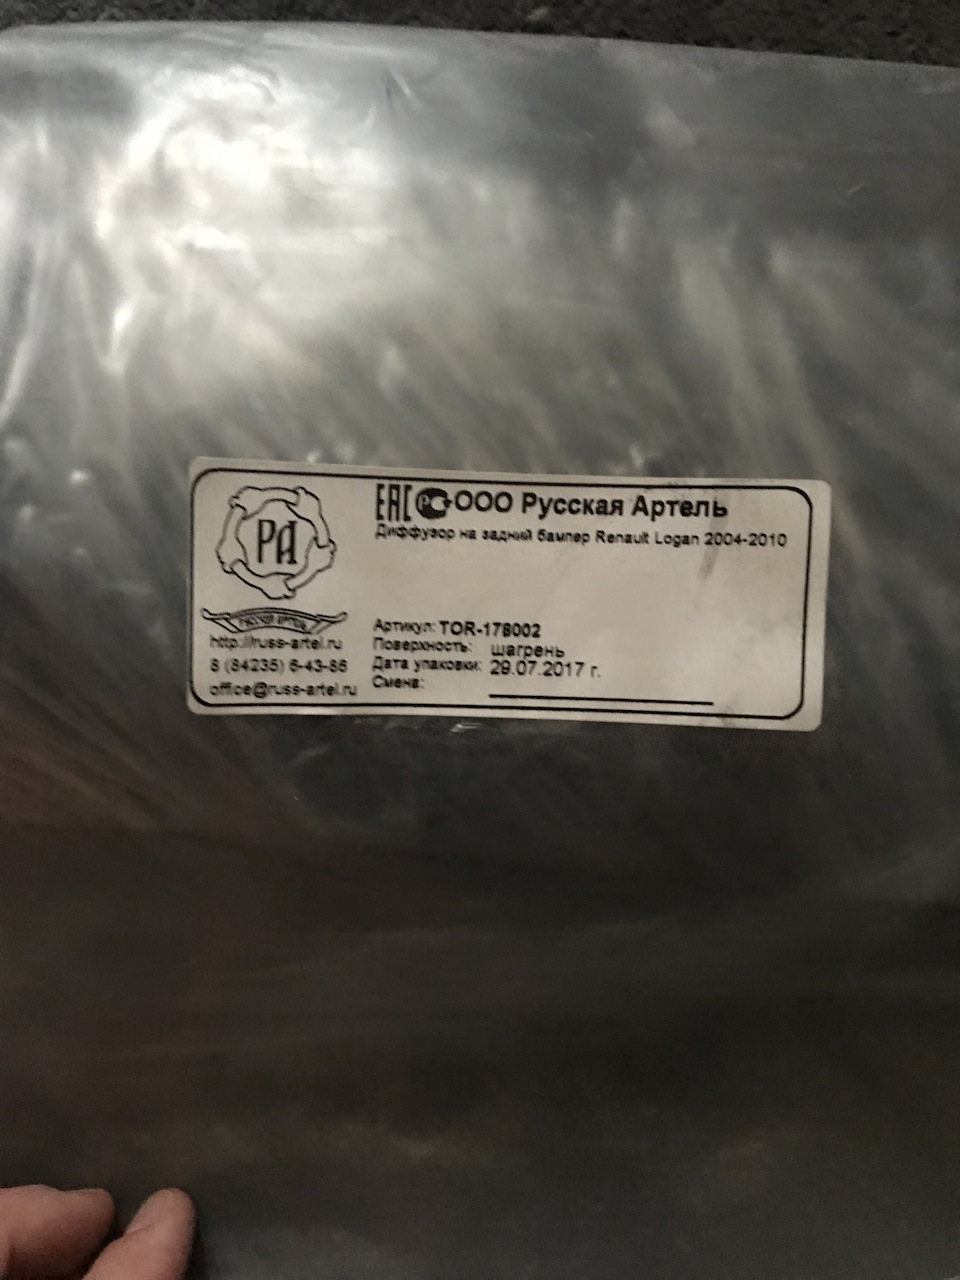 РА
РУССКАЯ АРТЕЛЬ
http://russ-artel.ru
8 (84235) 6-43-86
office@russ-artel.ru
EAC РС ООО Русская Артель
Диффузор на задний бампер Renault Logan 2004-2010
Артикул: TOR-178002
Поверхность: шагрень
Дата упаковки: 29.07.2017 г.
Смена: